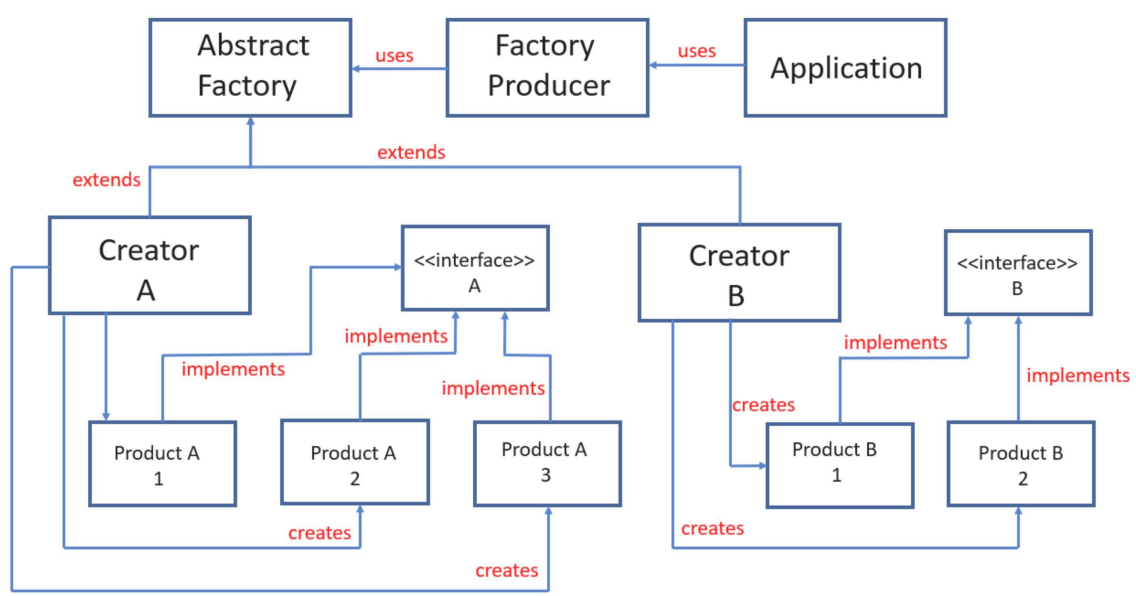 Abstract
Factory
uses
Factory
Producer
uses
Application
extends
extends
Creator
A
<<interface>>
A
Creator
B
<<interface>>
B
implements
implements
implements
implements
implements
creates
Product A
1
Product A
2
Product A
3
Product B
1
Product B
2
creates
creates
creates